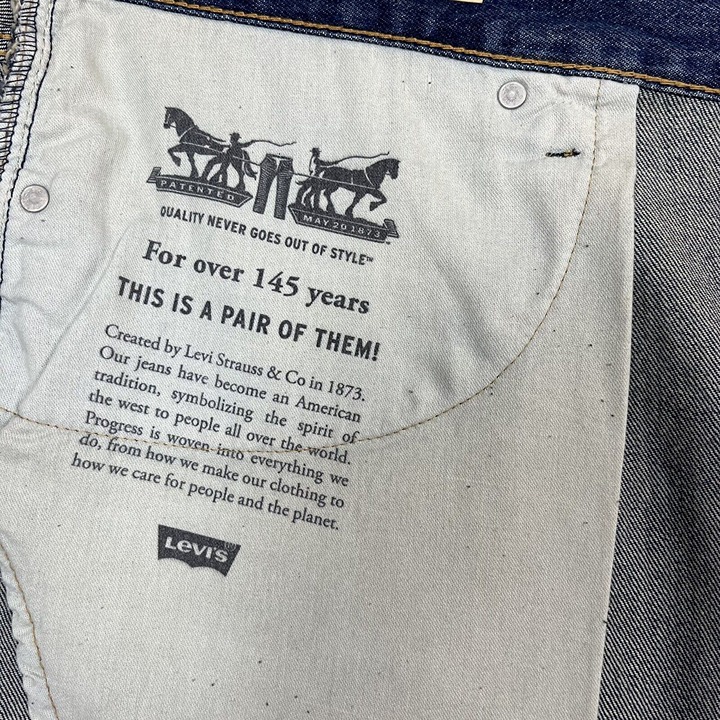 PATENTED
MAY 20 1873
QUALITY NEVER GOES OUT OF STYLE™
For over 145 years
THIS IS A PAIR OF THEM!
Created by Levi Strauss & Co in 1873.
Our jeans have become an American
tradition, symbolizing the spirit of
the west to people all over the world.
Progress is woven into everything we
do, from how we make our clothing to
how we care for people and the planet.
LeVI'S®